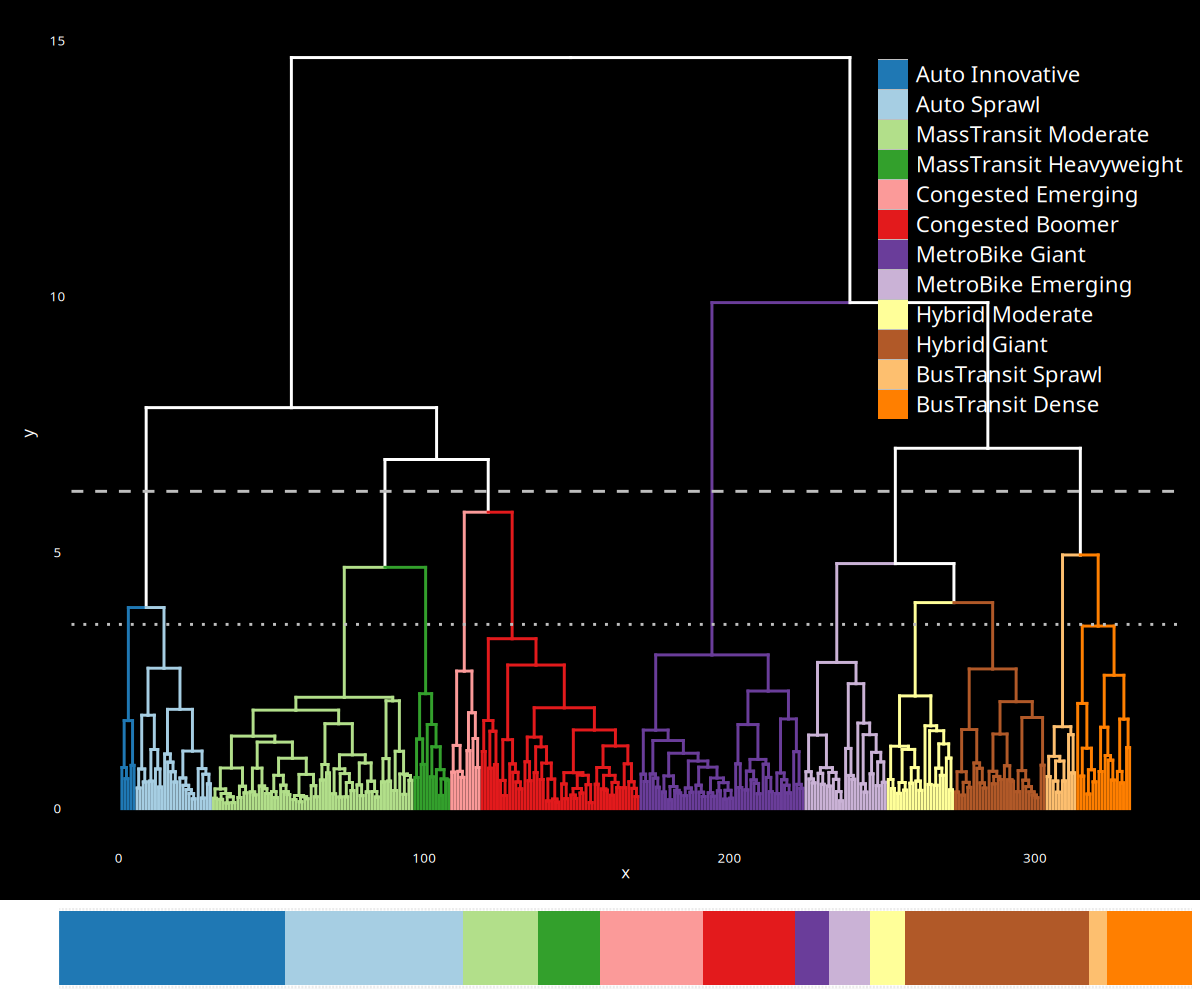 15
10
5
0
y
0
100
200
300
x
Auto Innovative
Auto Sprawl
MassTransit Moderate
MassTransit Heavyweight
Congested Emerging
Congested Boomer
MetroBike Giant
MetroBike Emerging
Hybrid Moderate
Hybrid Giant
BusTransit Sprawl
BusTransit Dense